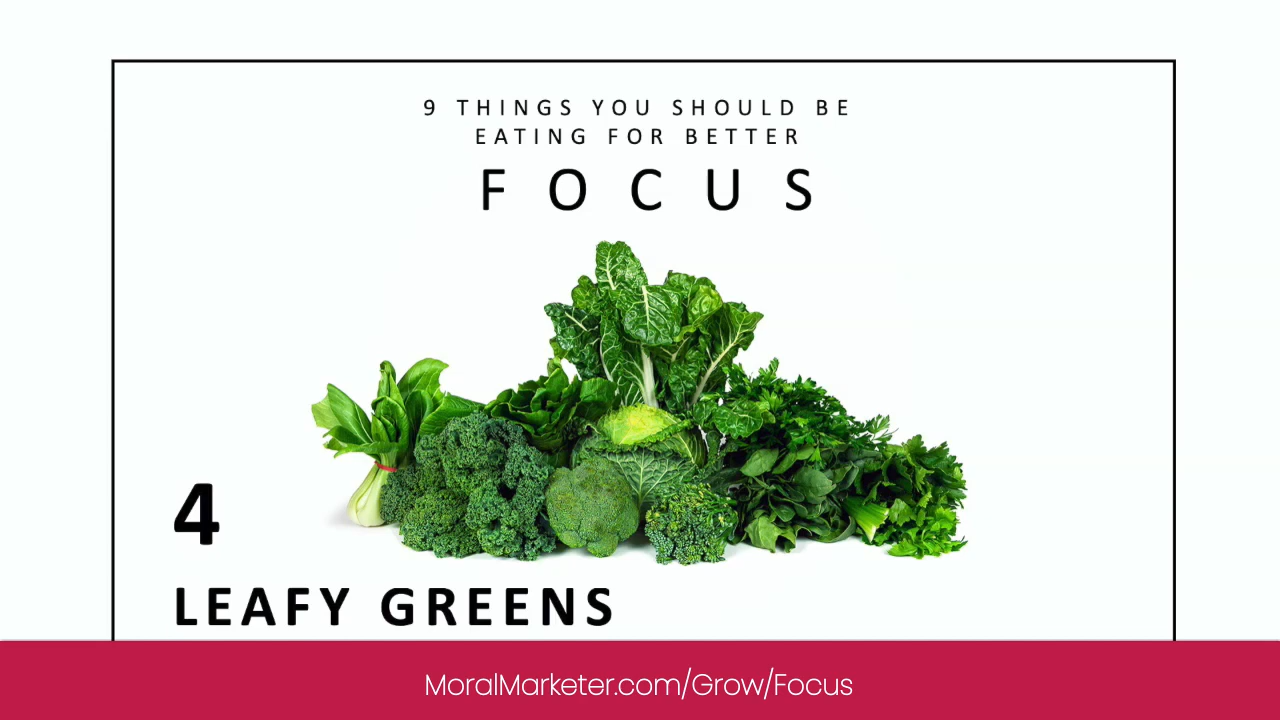 9 THINGS YOU SHOULD BE
EATING FOR BETTER
FOCUS
4
LEAFY GREENS
MoralMarketer.com/Grow/Focus